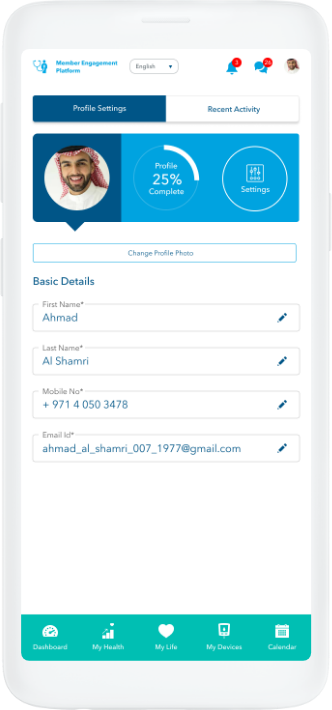 Member Engagement
Platform
English
3
26
Profile Settings
Recent Activity
Profile
25%
Complete
Settings
Change Profile Photo
Basic Details
First Name*
Ahmad
Last Name*
Al Shamri
Mobile No*
+ 971 4 050 3478
Email Id*
ahmad_al_shamri_007_1977@gmail.com
Dashboard
My Health
My Life
My Devices
Calendar